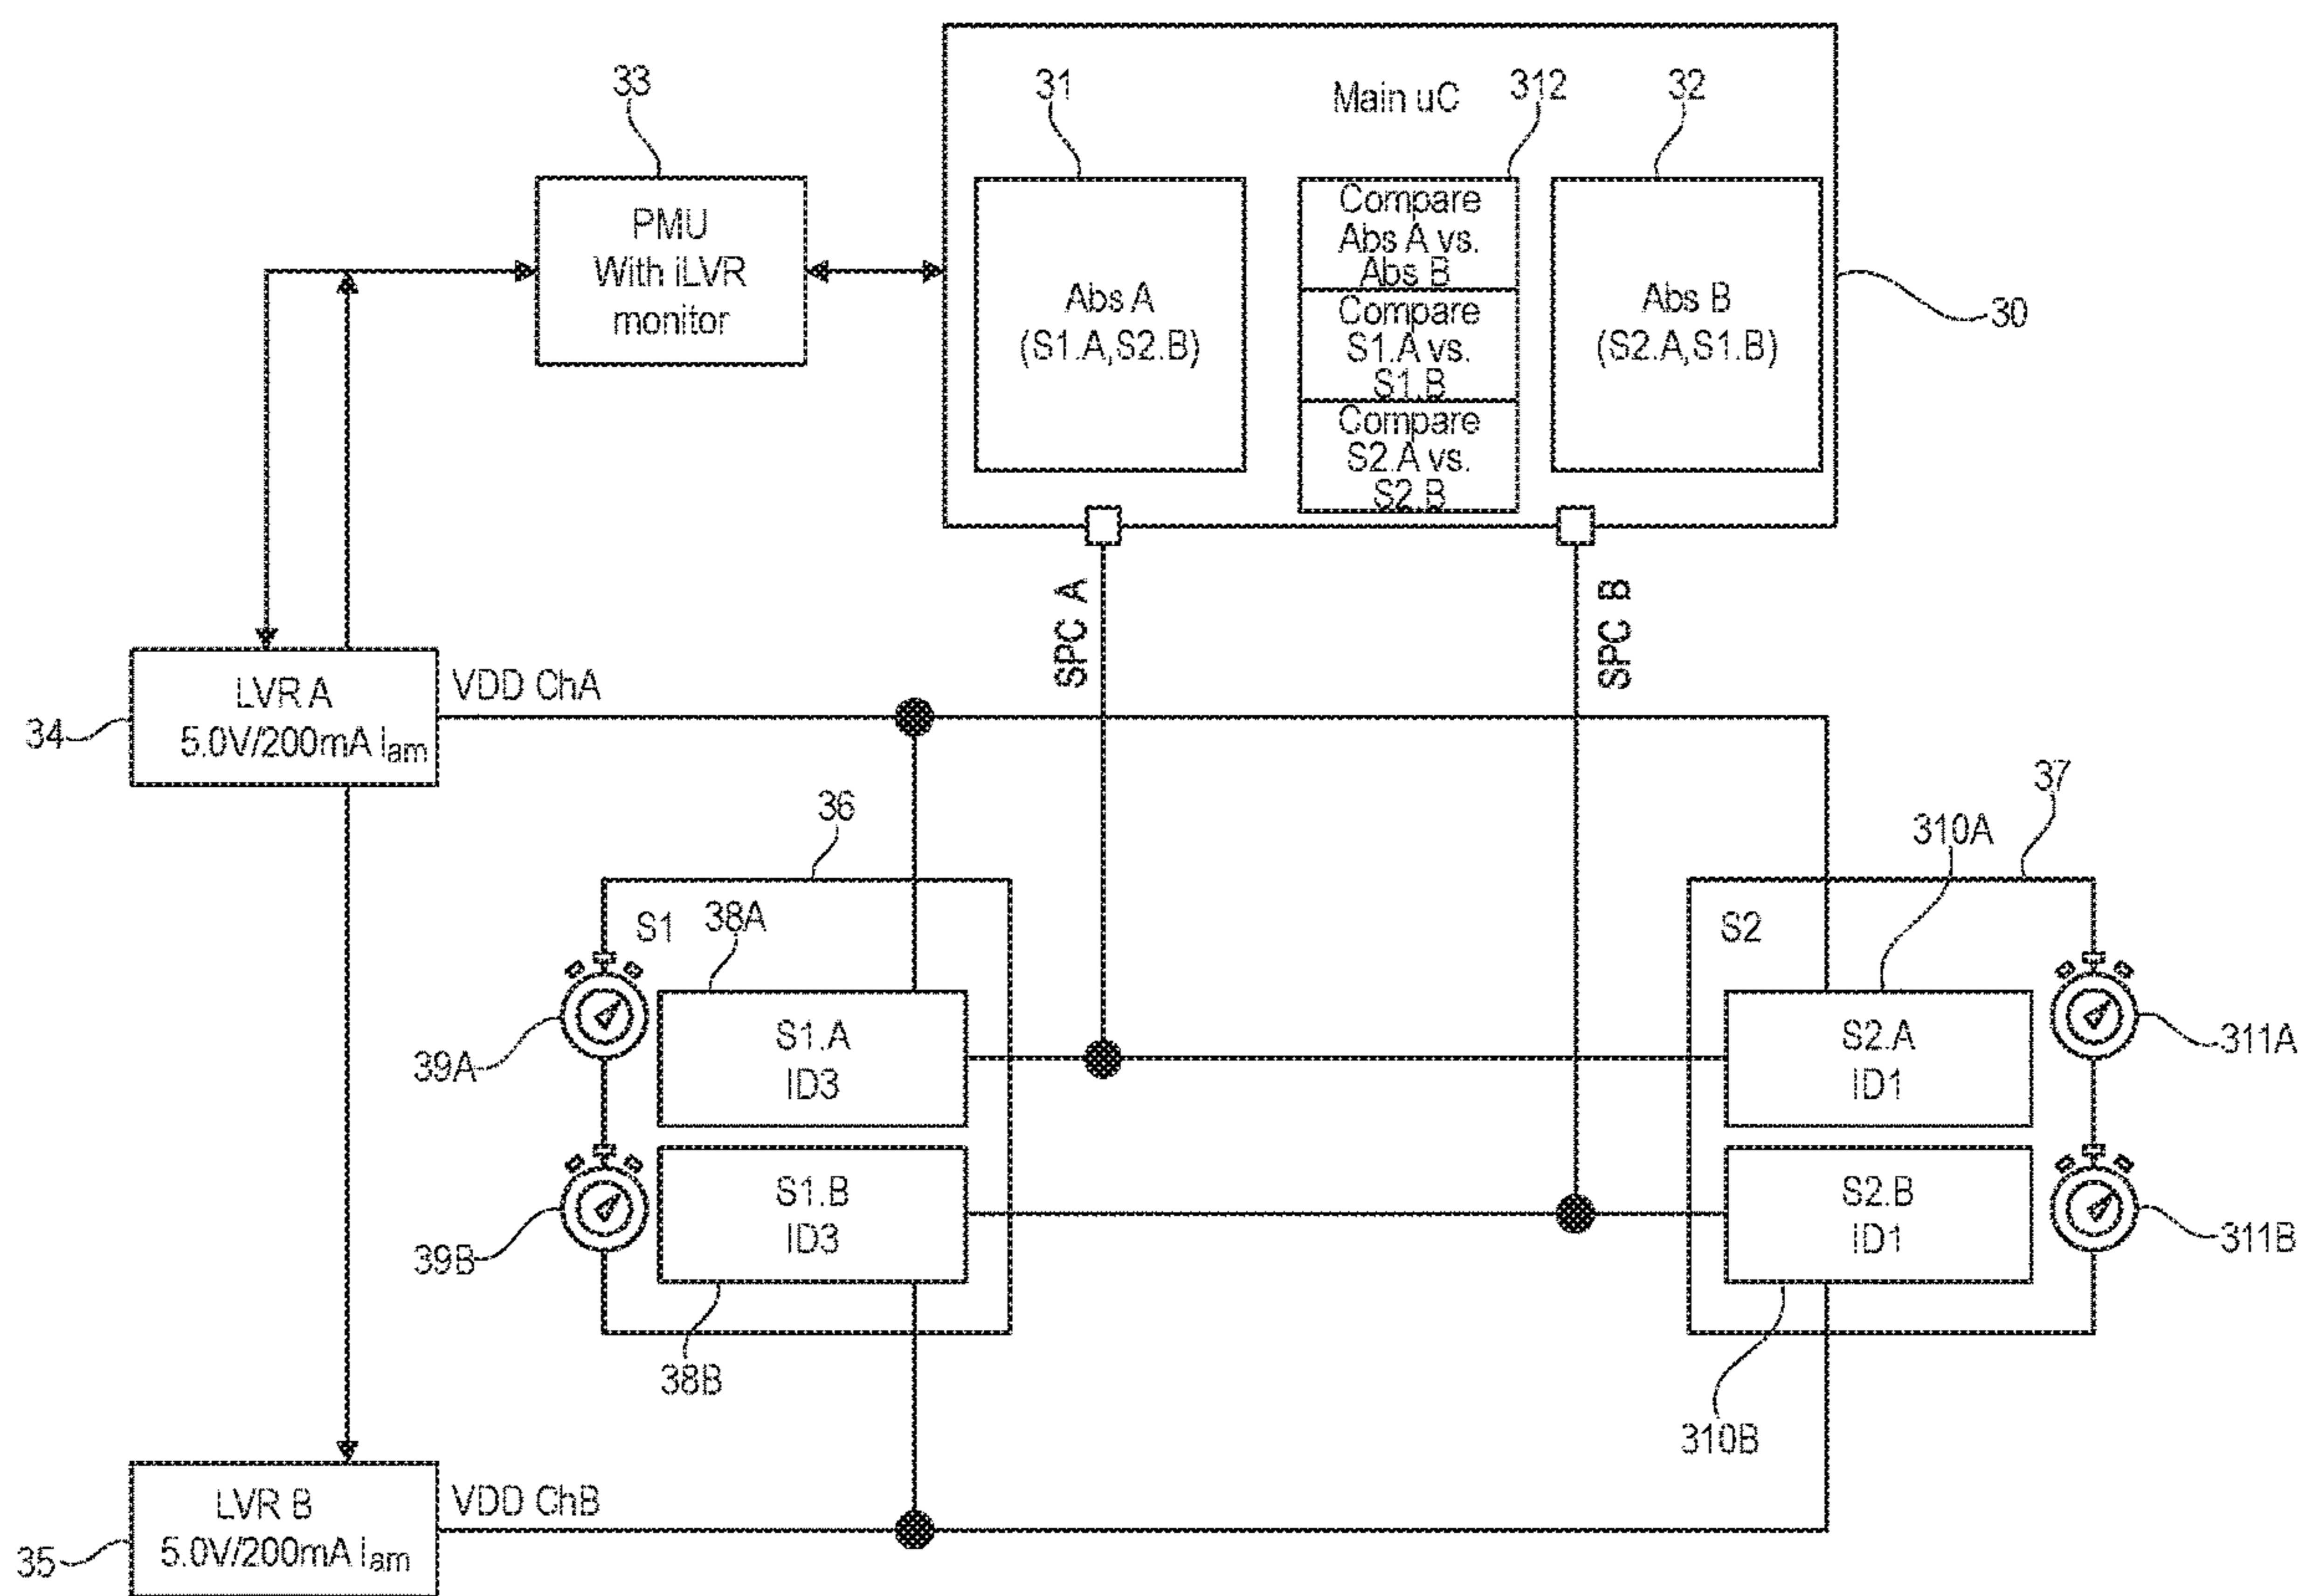 33
31
Main uC
312
32
PMU
With iLVR
monitor
Abs A
(S1.A,S2.B)
Compare
Abs A vs.
Abs B
Compare
S1.A vs.
S1.B
Compare
S2.A vs.
S2.B
Abs B
(S2.A,S1.B)
30
SPC A
SPC B
LVR A
5.0V/200mA Iam
34
VDD ChA
36
37
S1
38A
S2
310A
39A
S1.A
ID3
S2.A
ID1
311A
39B
S1.B
ID3
S2.B
ID1
311B
38B
310B
LVR B
5.0V/200mA Iam
35
VDD ChB